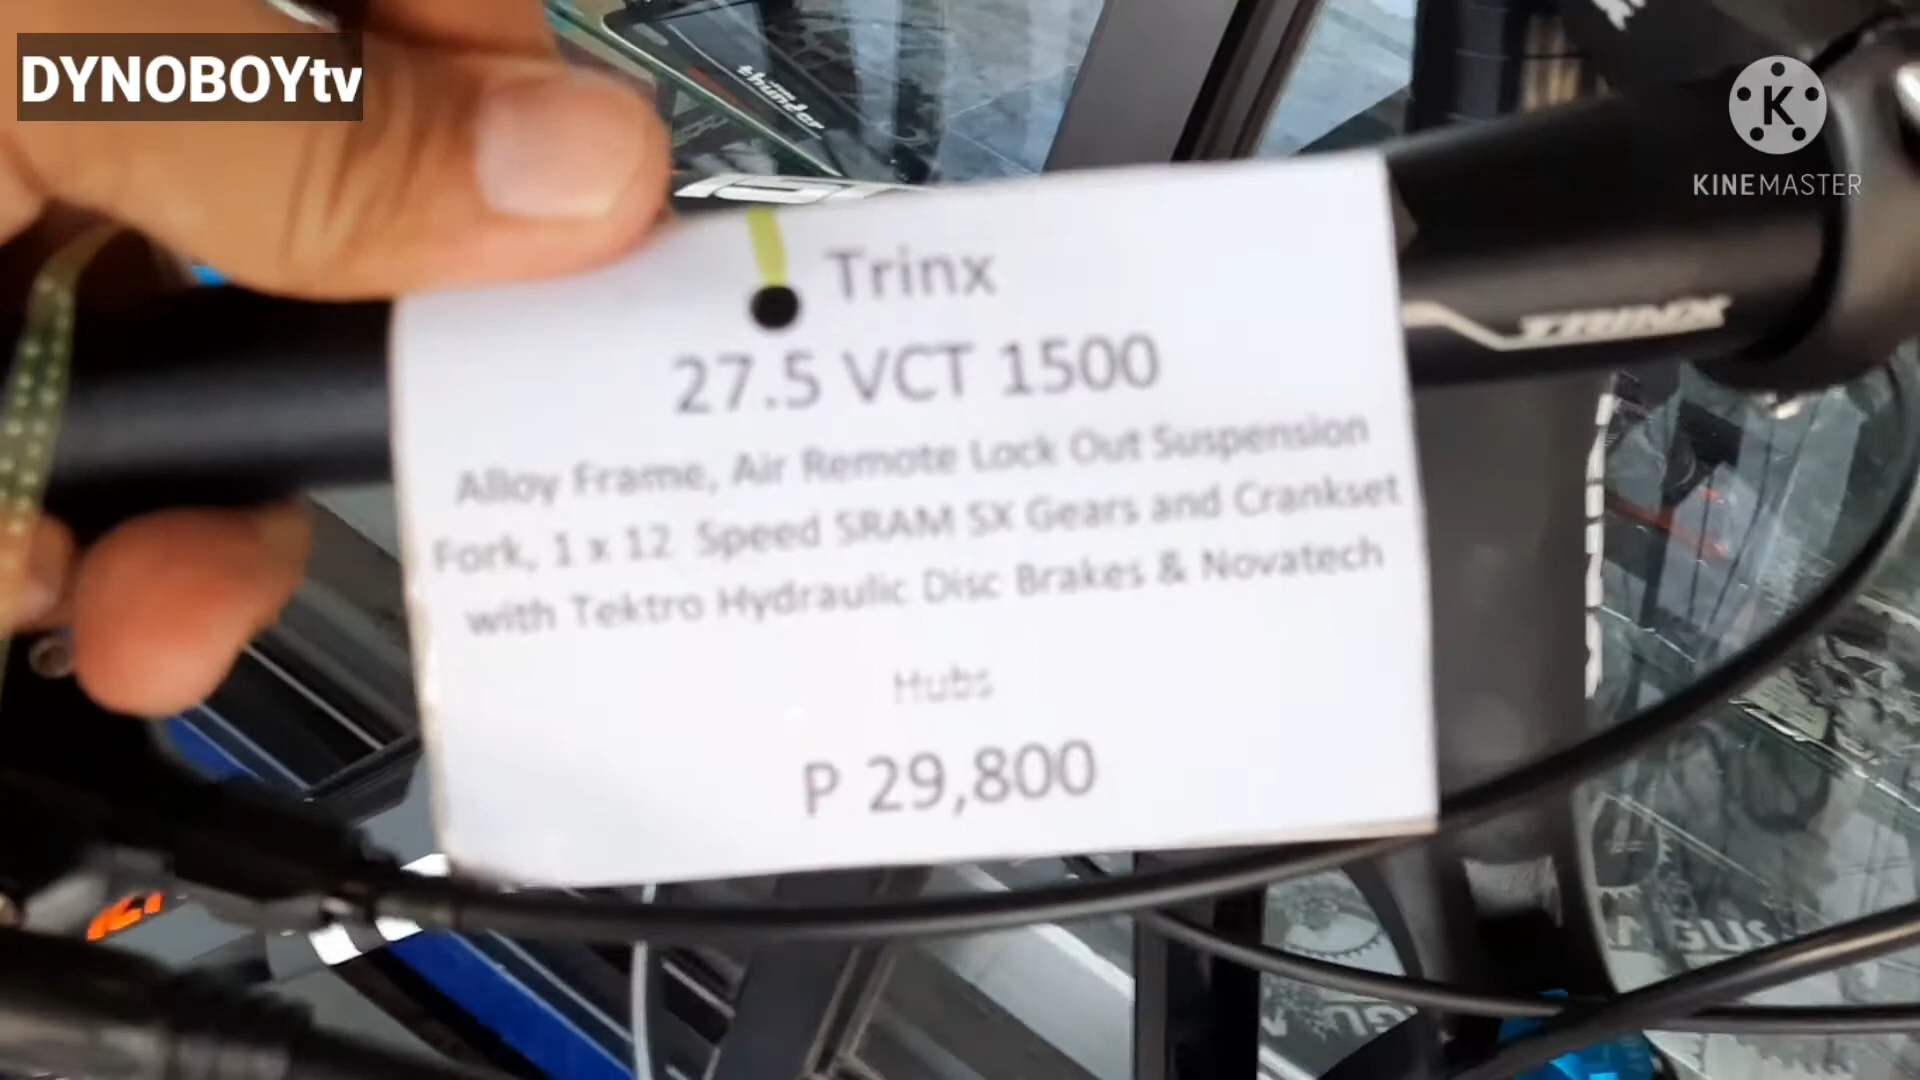 DYNOBOYtv
thunder
KINEMASTER
Trinx
TRINX
27.5 VCT 1500
Alloy Frame, Air Remote Lock Out Suspension
Fork, 1 x 12 Speed SRAM SX Gears and Crankset
with Tektro Hydraulic Disc Brakes & Novatech
Hubs
P 29,800